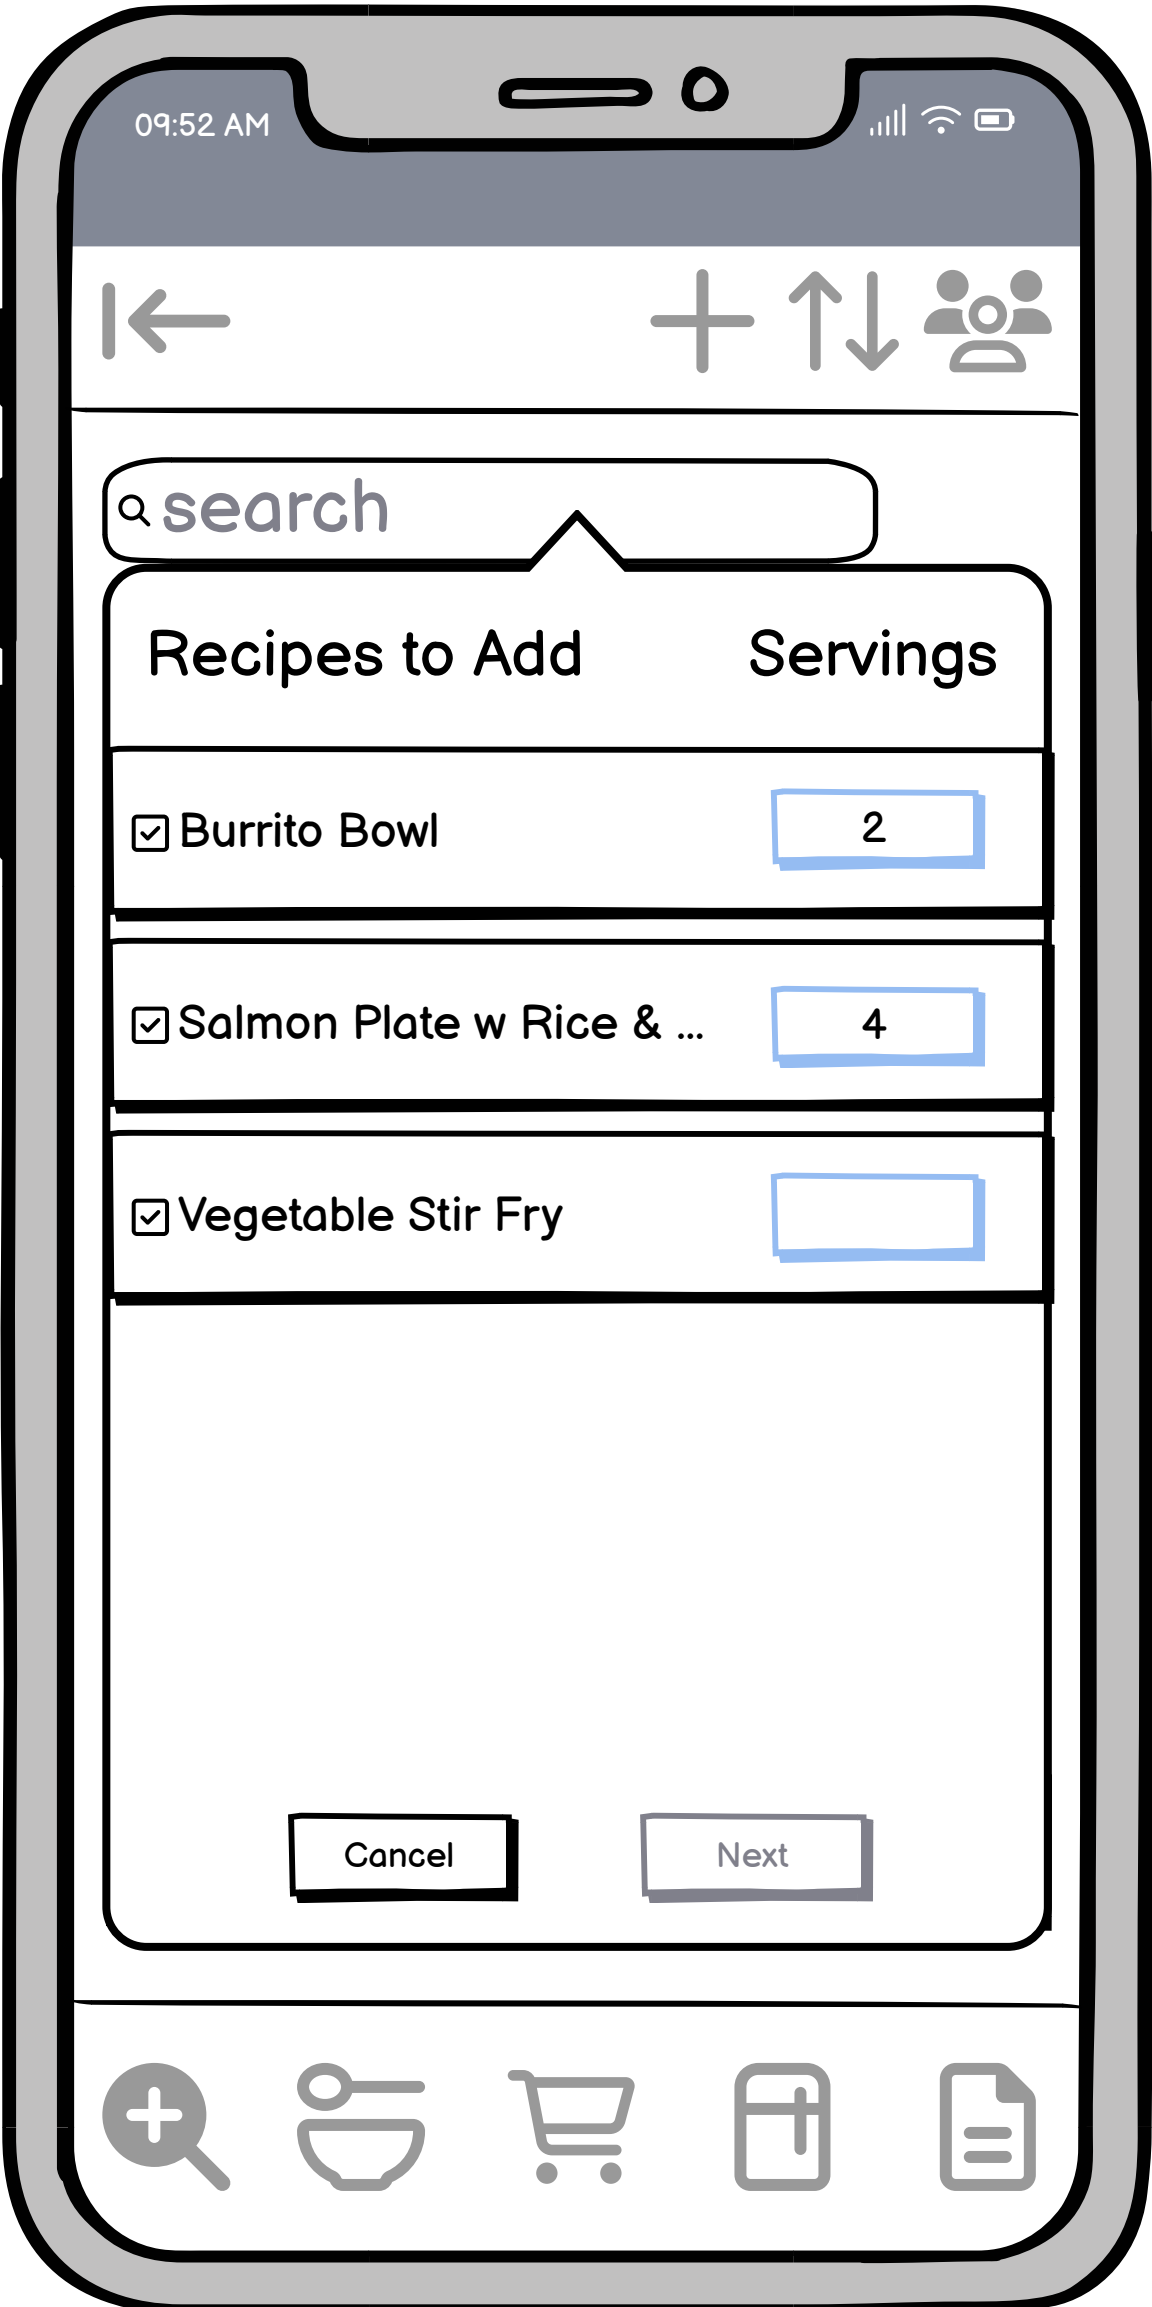 09:52 AM
search
Recipes to Add Servings
Burrito Bowl 2
Salmon Plate w Rice & ... 4
Vegetable Stir Fry
Cancel Next